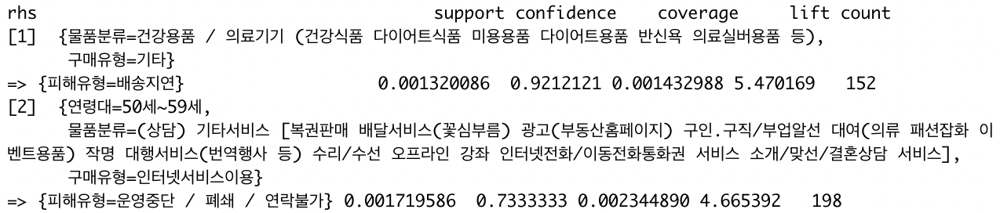 rhs support confidence coverage lift count
[1] {물품분류=건강용품 / 의료기기 (건강식품 다이어트식품 미용용품 다이어트용품 반신욕 의료실버용품 등),
구매유형=기타}
=> {피해유형=배송지연} 0.001320086 0.9212121 0.001432988 5.470169 152
[2] {연령대=50세~59세,
물품분류=(상담) 기타서비스 [복권판매 배달서비스(꽃심부름) 광고(부동산홈페이지) 구인.구직/부업알선 대여(의류 패션잡화 이
벤트용품) 작명 대행서비스(번역행사 등) 수리/수선 오프라인 강좌 인터넷전화/이동전화통화권 서비스 소개/맞선/결혼상담 서비스],
구매유형=인터넷서비스이용}
=> {피해유형=운영중단 / 폐쇄 / 연락불가} 0.001719586 0.7333333 0.002344890 4.665392 198